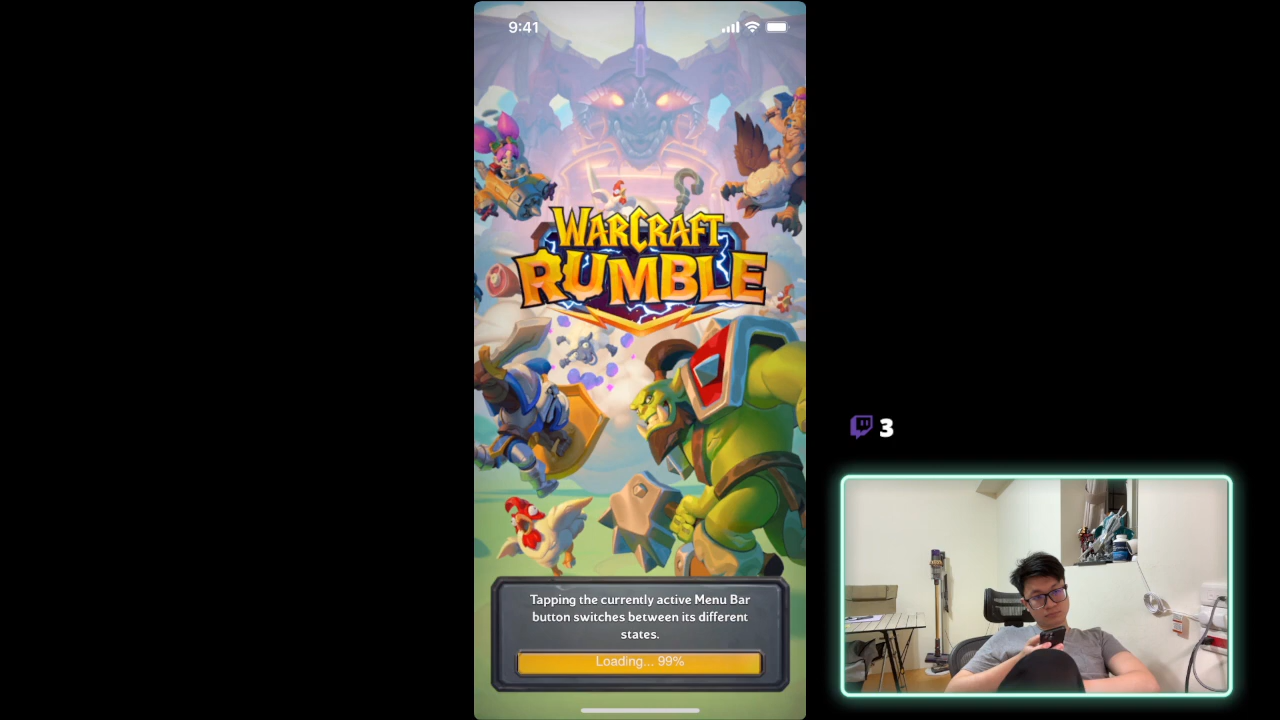 9:41
WARCRAFT
RUMBLE
3
Tapping the currently active Menu Bar
button switches between its different
states.
Loading... 99%